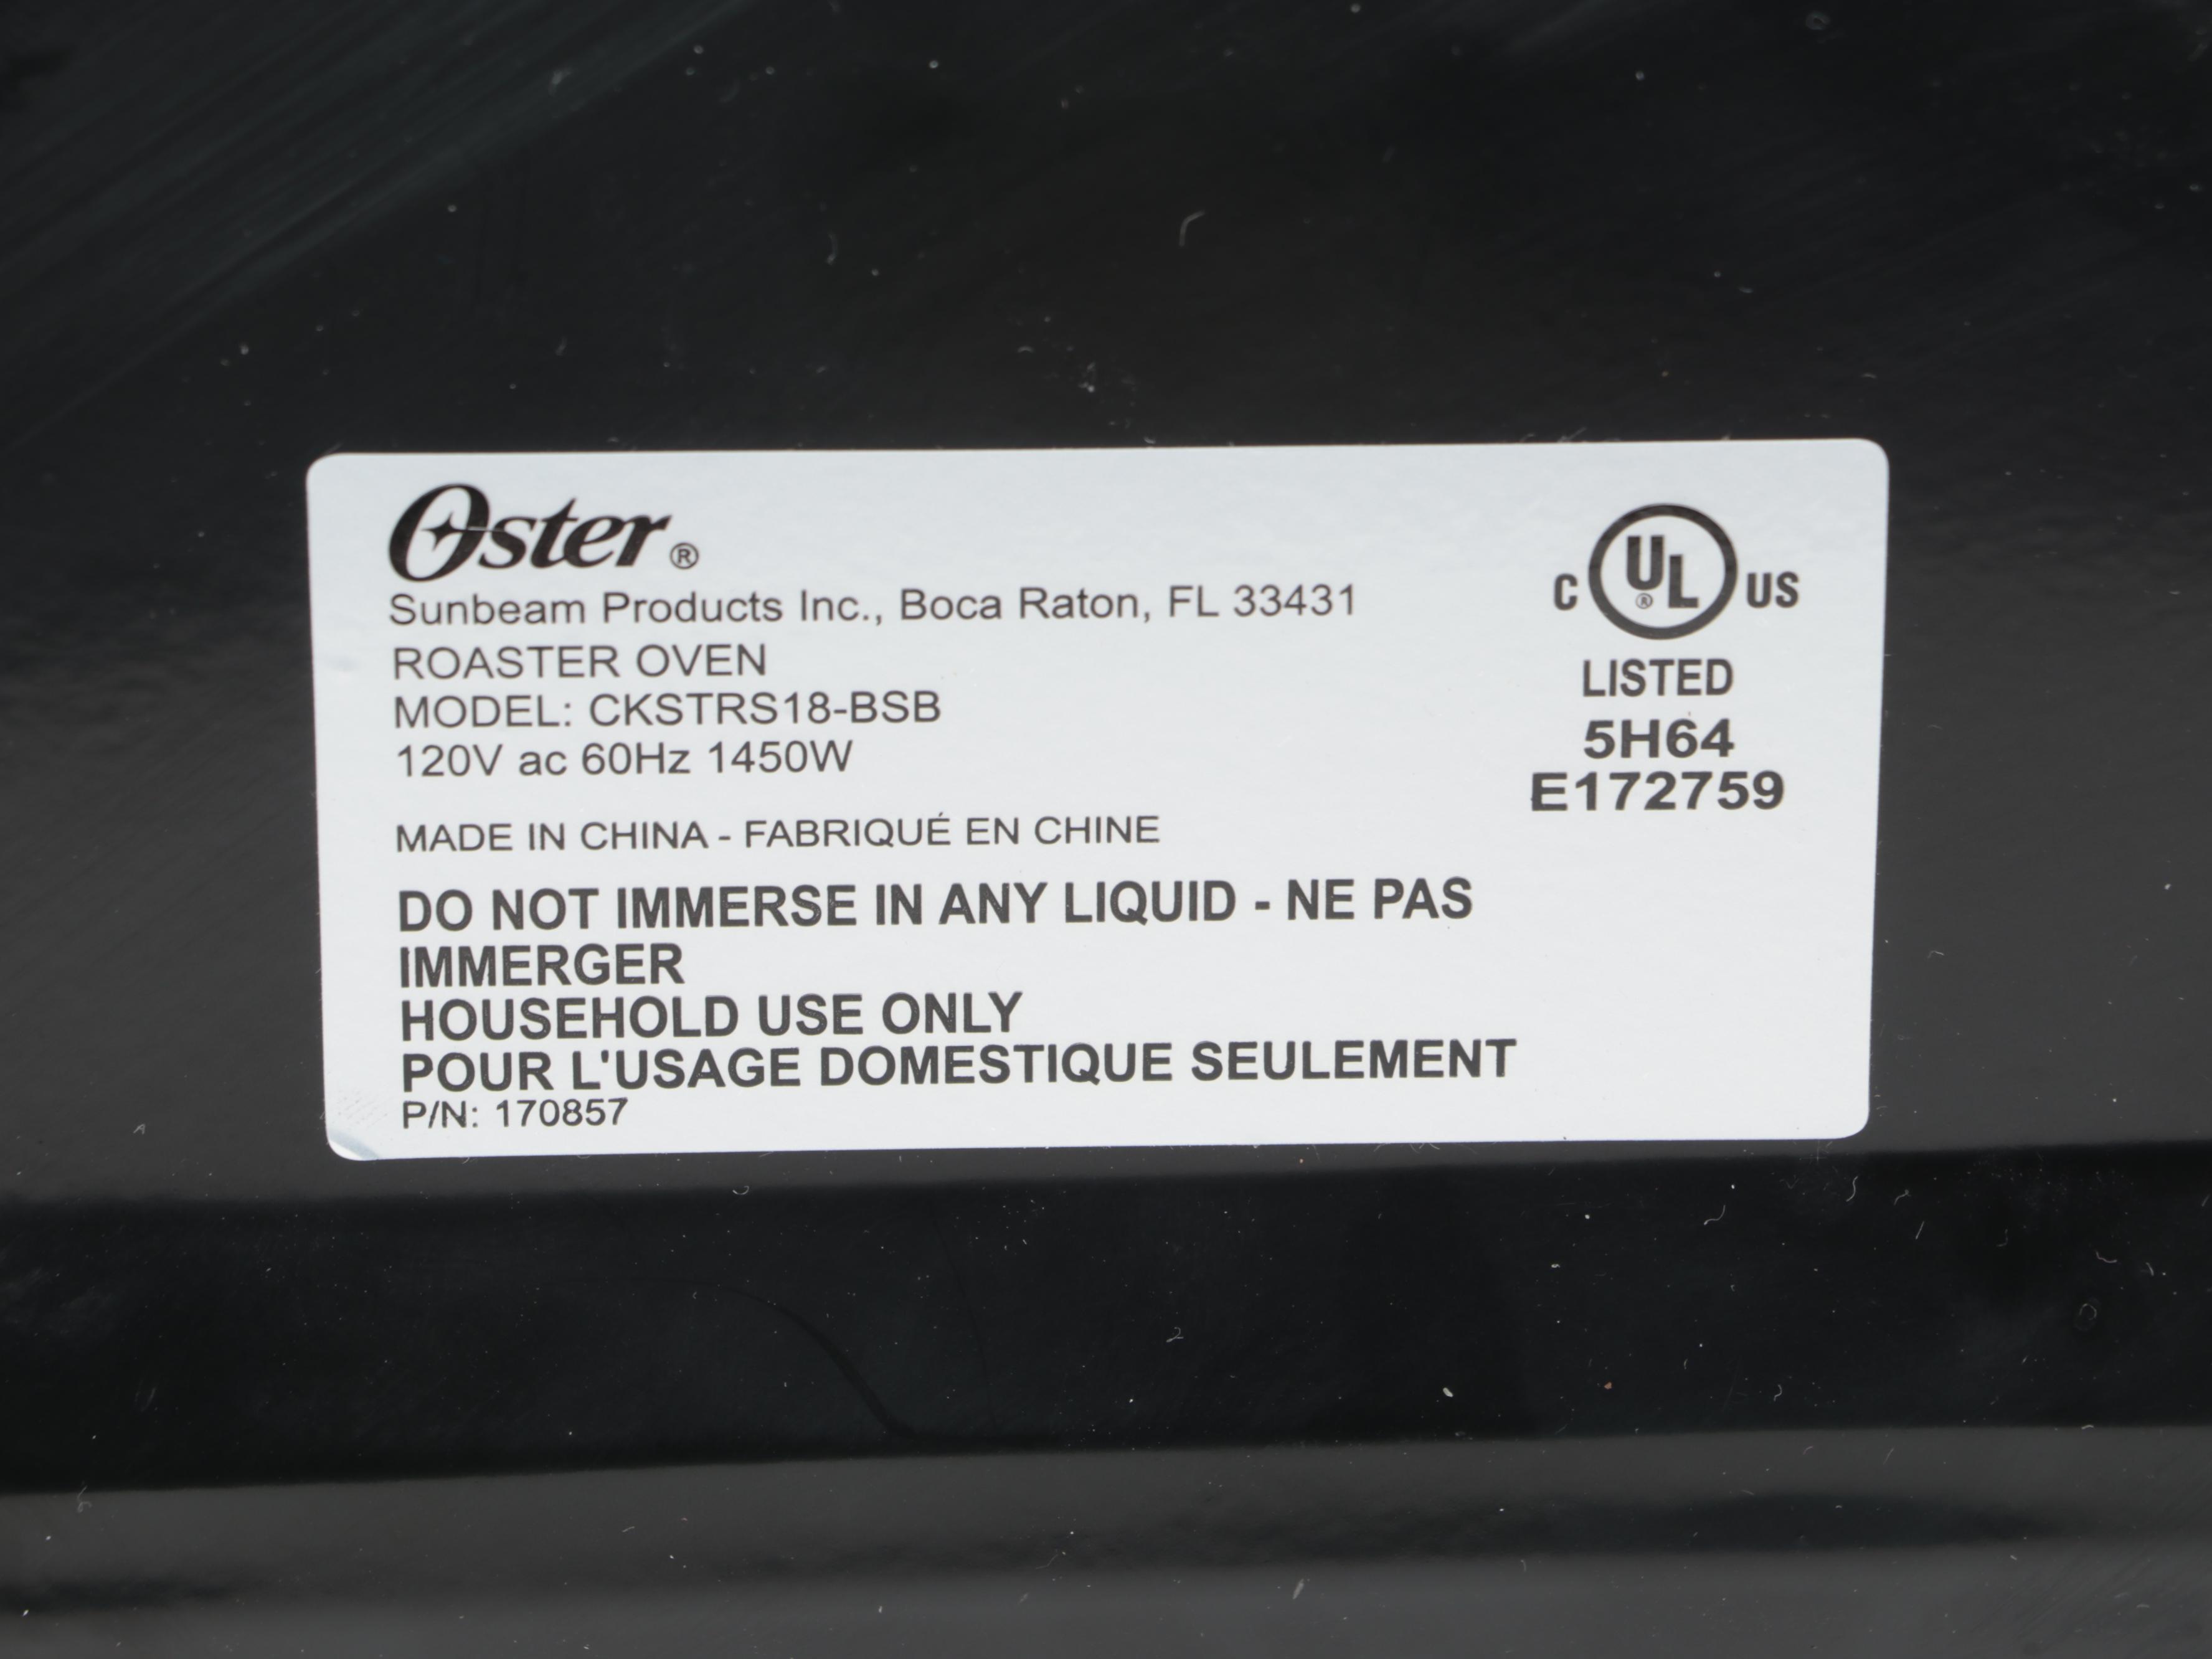 Oster®
Sunbeam Products Inc., Boca Raton, FL 33431
ROASTER OVEN
MODEL: CKSTRS18-BSB
120V ac 60Hz 1450W
MADE IN CHINA - FABRIQUÉ EN CHINE
DO NOT IMMERSE IN ANY LIQUID - NE PAS
IMMERGER
HOUSEHOLD USE ONLY
POUR L'USAGE DOMESTIQUE SEULEMENT
P/N: 170857
C UL® US
LISTED
5H64
E172759